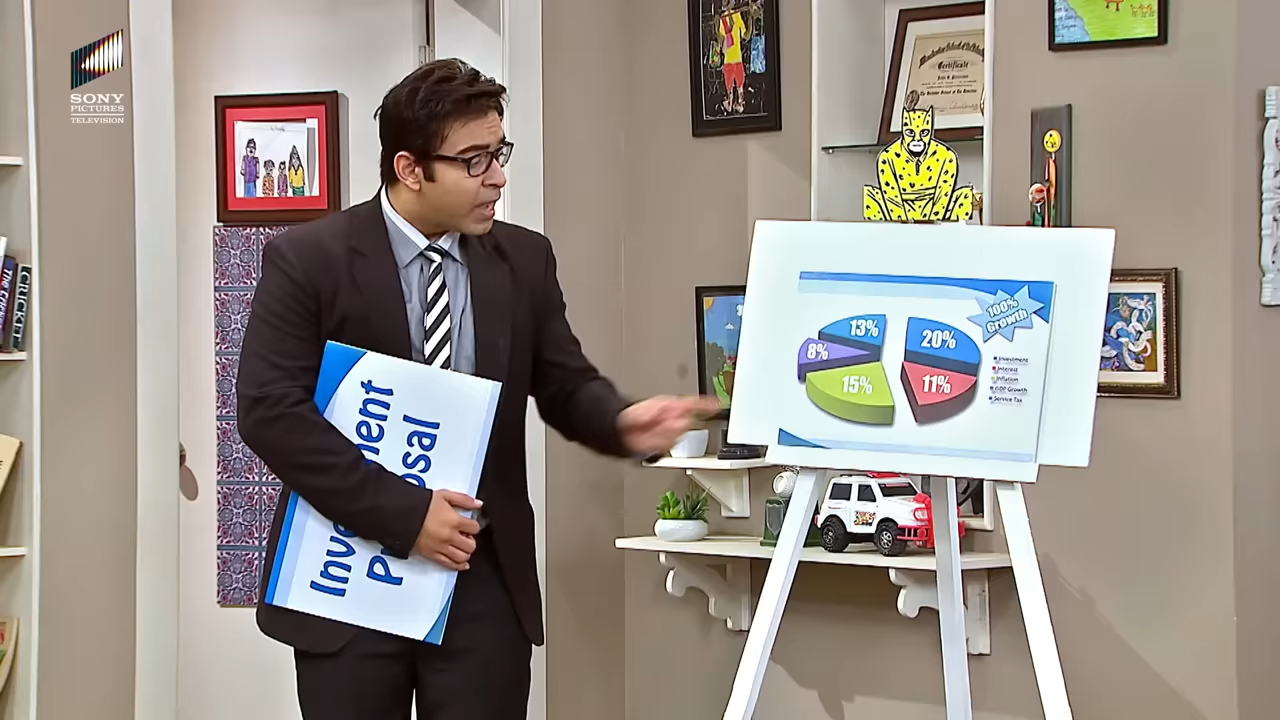 SONY
PICTURES
TELEVISION
Certificate
CRICKET
Investment
Proposal
100%
Growth
13%
20%
8%
15%
11%
Investment
Interest
Inflation
GDP Growth
Service Tax